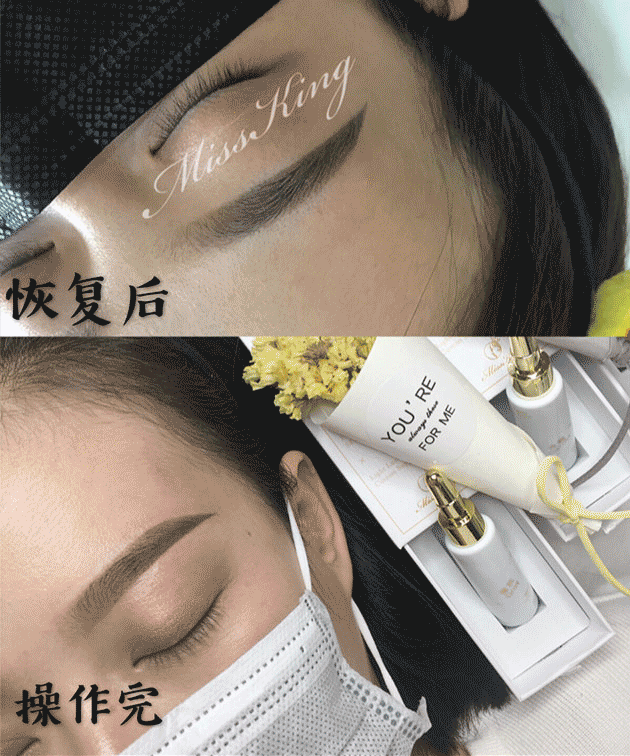 MissKing
恢复后
YOU'RE
always there
FOR ME
操作完